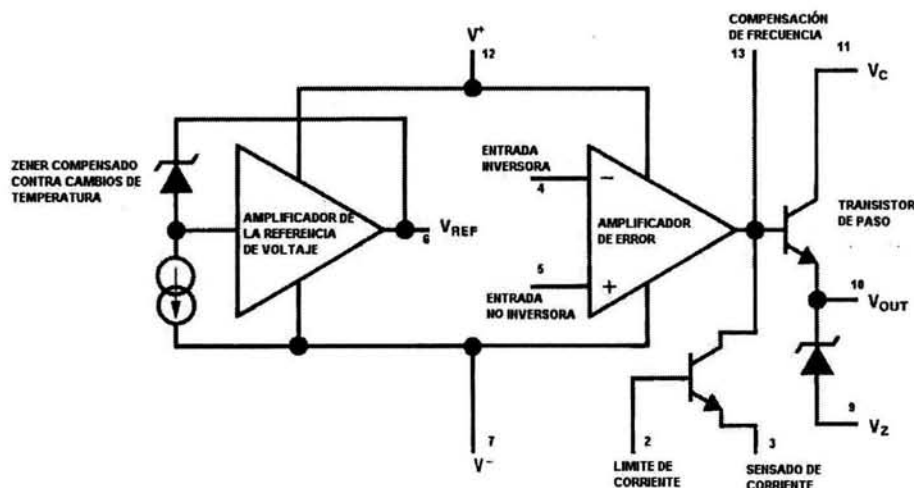 COMPENSACIÓN
DE FRECUENCIA
13
11
V+
12
VC
ZENER COMPENSADO
CONTRA CAMBIOS DE
TEMPERATURA
AMPLIFICADOR DE
LA REFERENCIA
DE VOLTAJE
VREF
6
ENTRADA
INVERSORA
4
−
AMPLIFICADOR
DE ERROR
5
+
ENTRADA
NO INVERSORA
TRANSISTOR
DE PASO
10
VOUT
9
VZ
7
V−
2
LIMITE DE
CORRIENTE
3
SENSADO DE
CORRIENTE